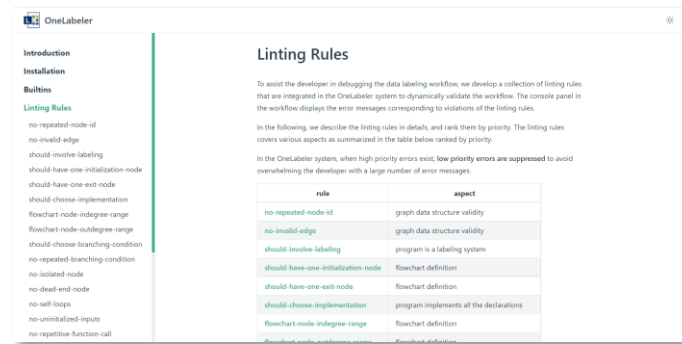 OneLabeler
Introduction
Installation
Builtins
Linting Rules
no-repeated-node-id
no-invalid-edge
should-involve-labeling
should-have-one-initialization-node
should-have-one-exit-node
should-choose-implementation
flowchart-node-indegree-range
flowchart-node-outdegree-range
should-choose-branching-condition
no-repeated-branching-condition
no-isolated-node
no-dead-end-node
no-self-loops
no-uninitialized-inputs
no-repetitive-function-call
Linting Rules
To assist the developer in debugging the data labeling workflow, we develop a collection of linting rules
that are integrated in the OneLabeler system to dynamically validate the workflow. The console panel in
the workflow displays the error messages corresponding to violations of the linting rules.
In the following, we describe the linting rules in details, and rank them by priority. The linting rules
covers various aspects as summarized in the table below ranked by priority.
In the OneLabeler system, when high priority errors exist, low priority errors are suppressed to avoid
overwhelming the developer with a large number of error messages.
rule aspect
no-repeated-node-id graph data structure validity
no-invalid-edge graph data structure validity
should-involve-labeling program is a labeling system
should-have-one-initialization-node flowchart definition
should-have-one-exit-node flowchart definition
should-choose-implementation program implements all the declarations
flowchart-node-indegree-range flowchart definition
flowchart-node-outdegree-range flowchart definition